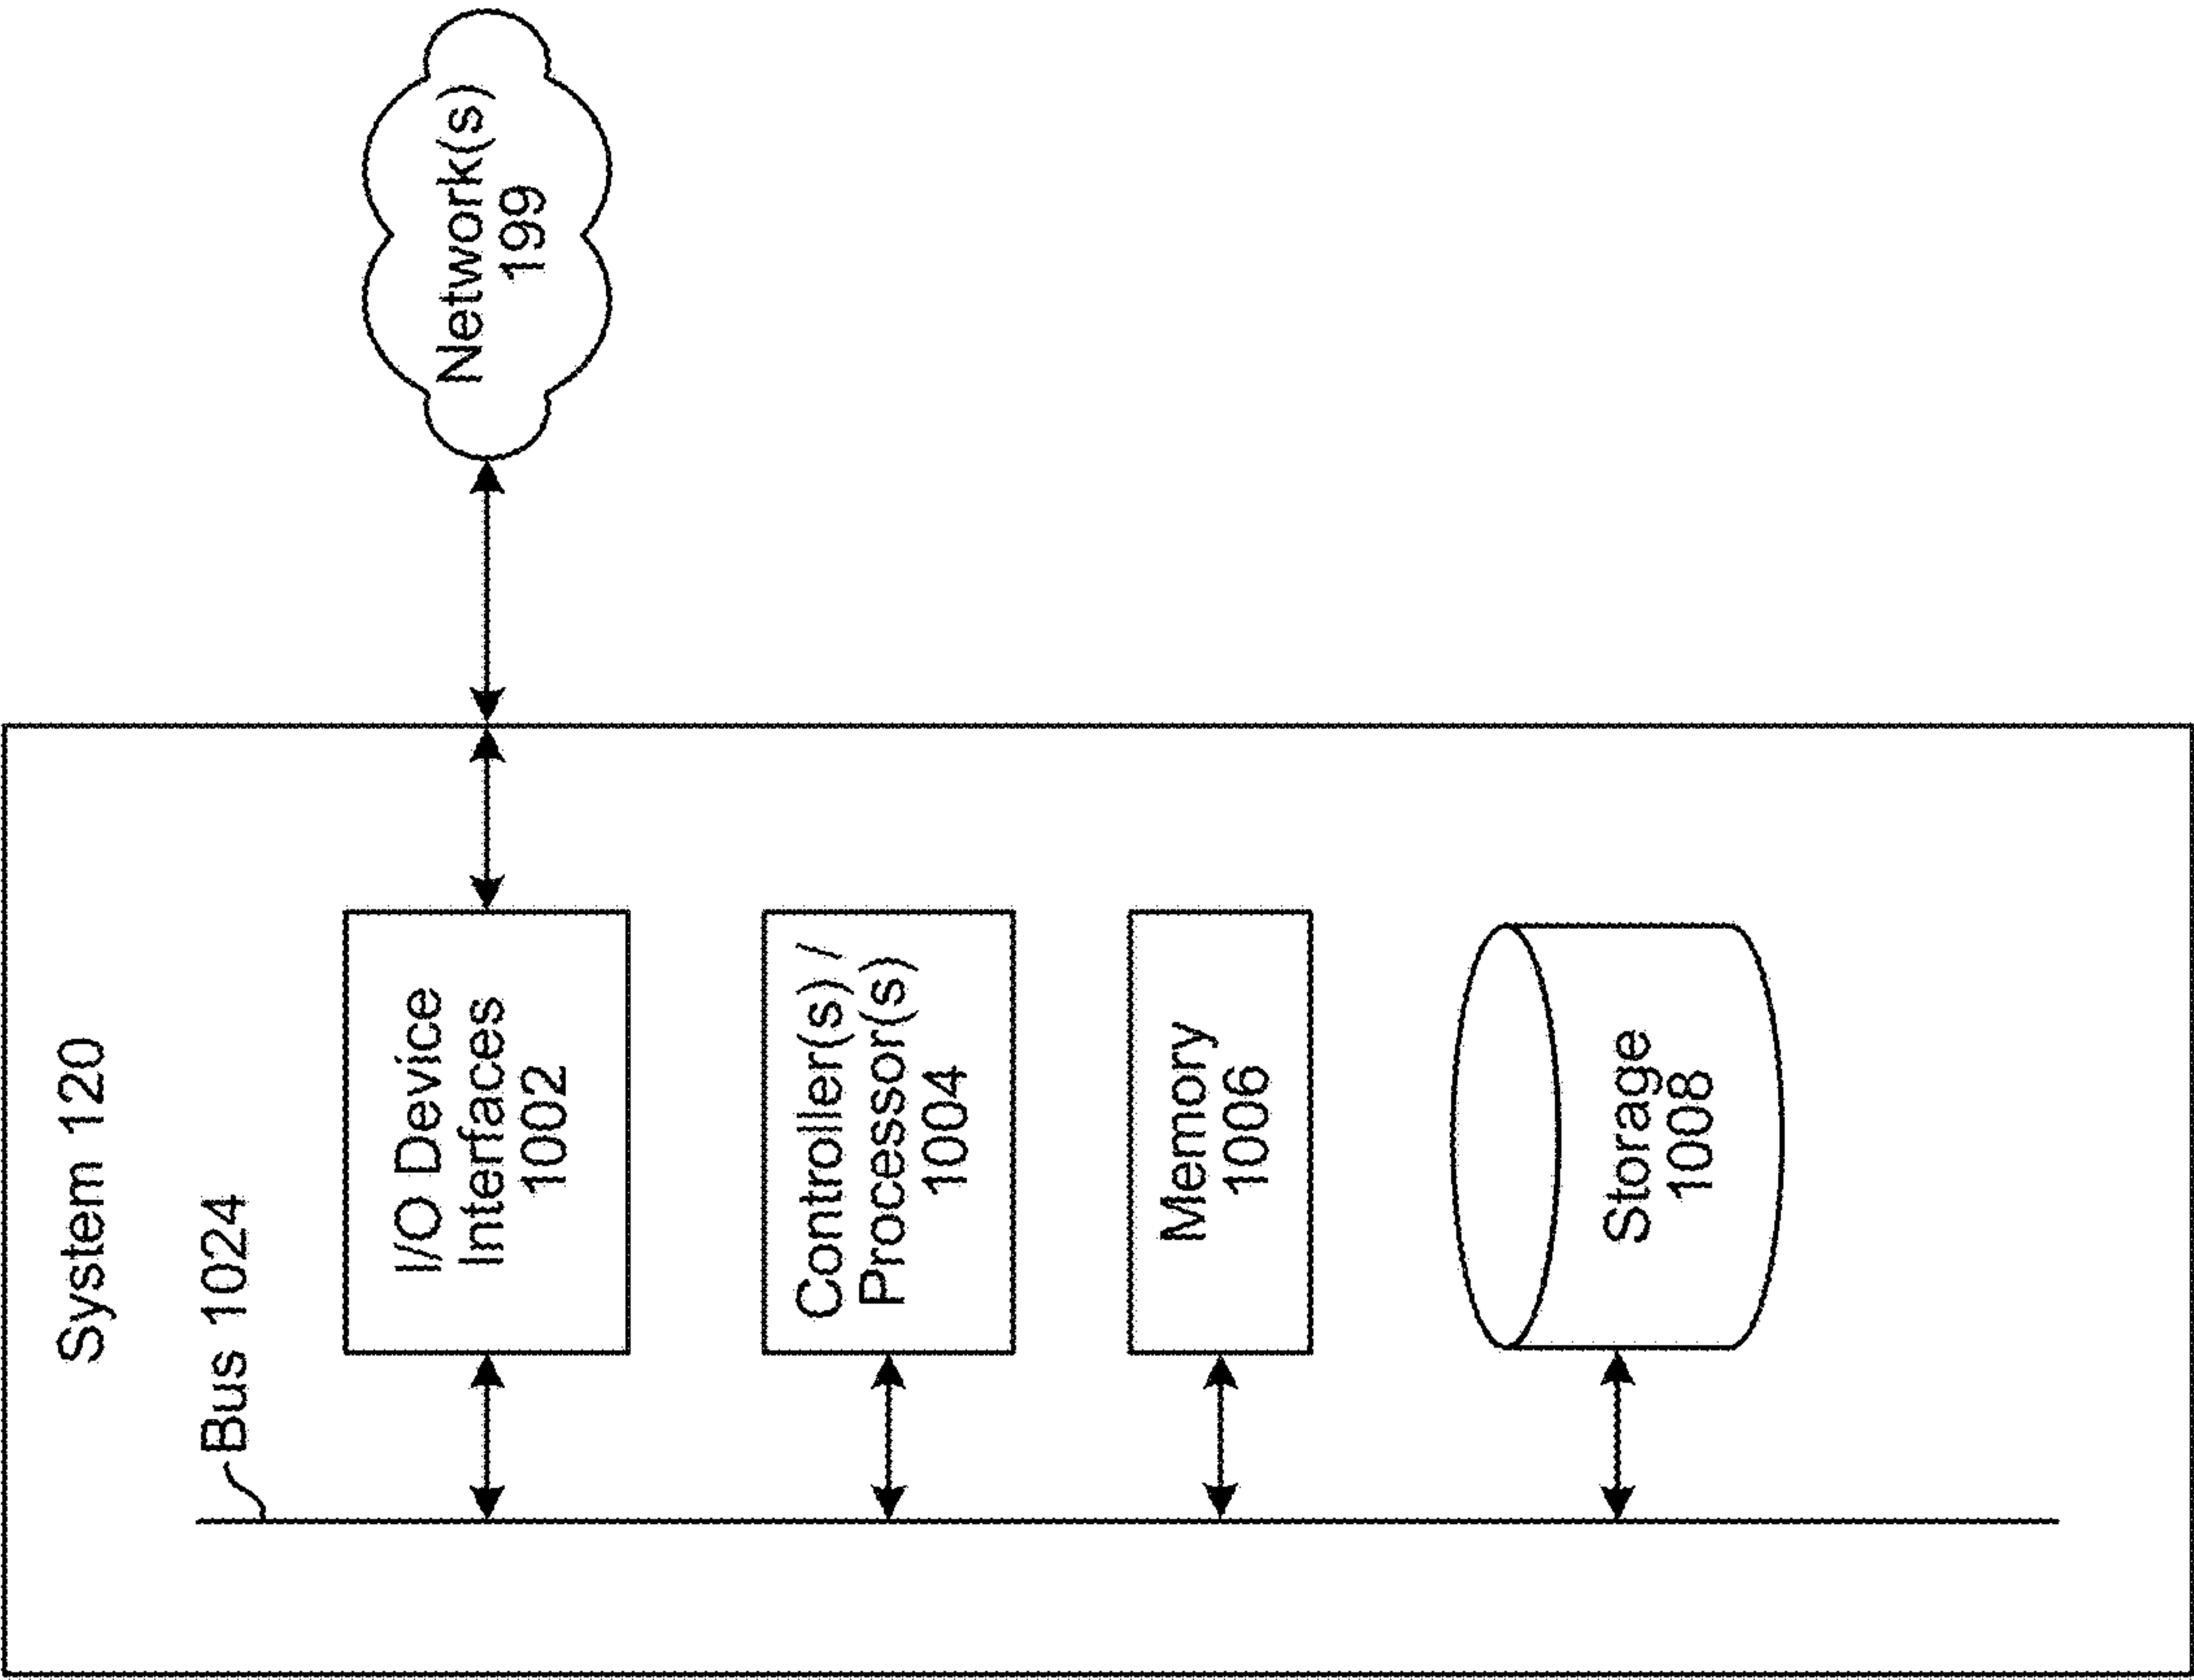 System 120
Bus 1024
I/O Device
Interfaces
1002
Network(s)
199
Controller(s) /
Processor(s)
1004
Memory
1006
Storage
1008